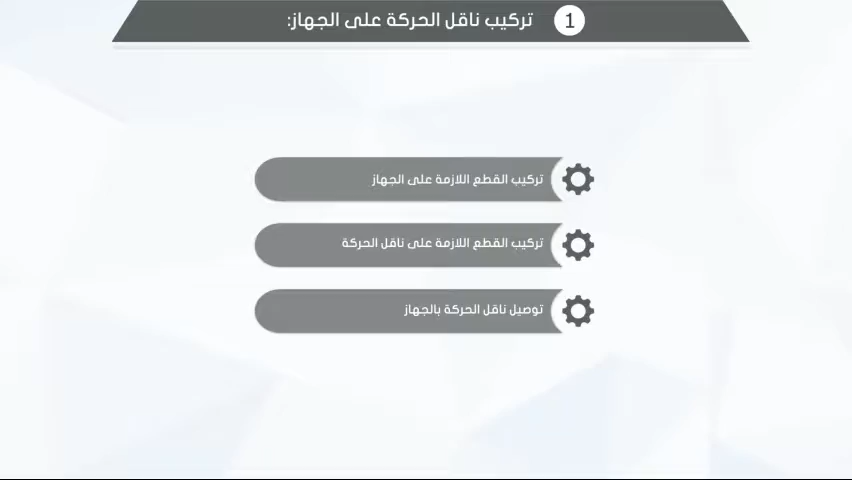 1 تركيب ناقل الحركة على الجهاز:
تركيب القطع اللازمة على الجهاز
تركيب القطع اللازمة على ناقل الحركة
توصيل ناقل الحركة بالجهاز